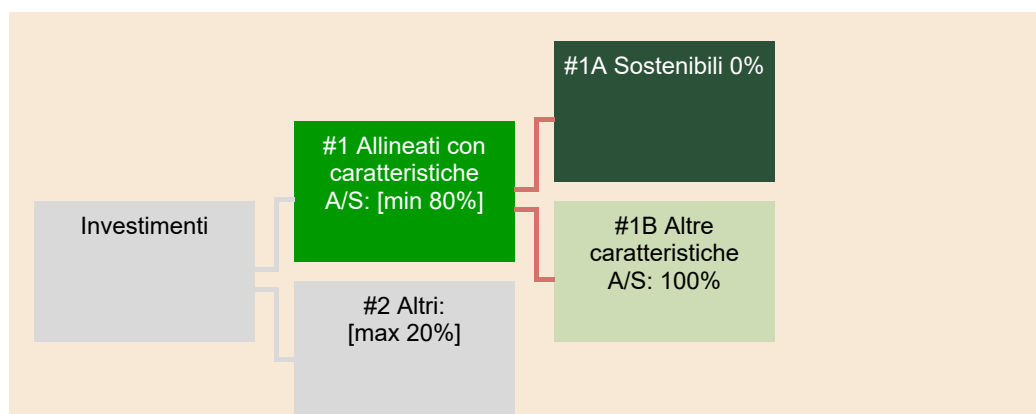 Investimenti
#1 Allineati con
caratteristiche
A/S: [min 80%]
#2 Altri:
[max 20%]
#1A Sostenibili 0%
#1B Altre
caratteristiche
A/S: 100%